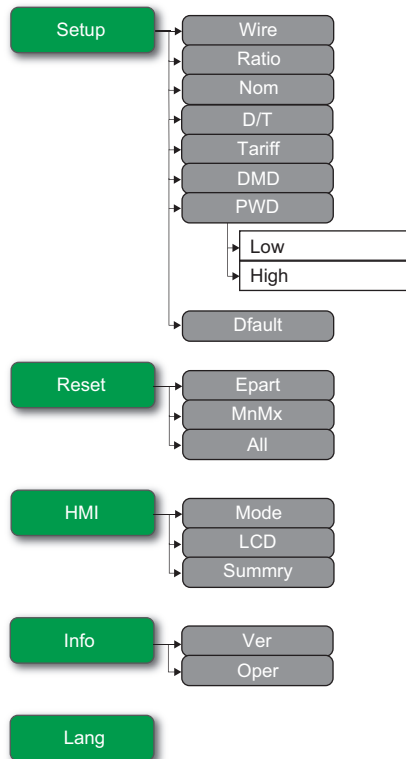 Setup
Wire
Ratio
Nom
D/T
Tariff
DMD
PWD
Low
High
Dfault
Reset
Epart
MnMx
All
HMI
Mode
LCD
Summry
Info
Ver
Oper
Lang